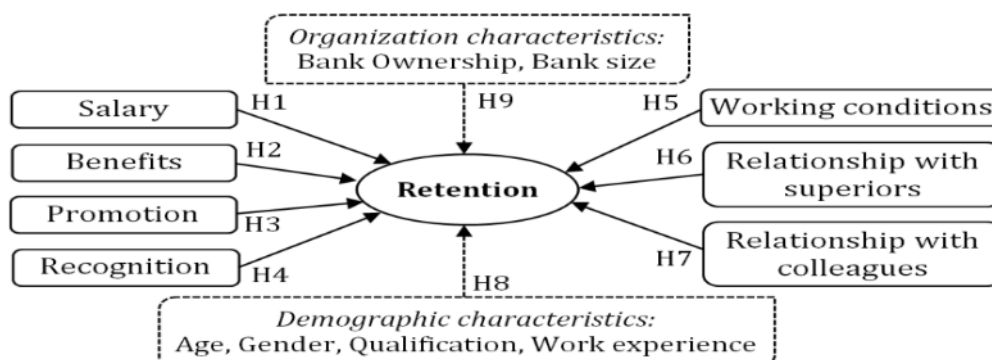 Organization characteristics:
Bank Ownership, Bank size
Salary
H1
H9
H5
Working conditions
Benefits
H2
H6
Relationship with
superiors
Retention
Promotion
H3
Recognition
H4
H7
Relationship with
colleagues
H8
Demographic characteristics:
Age, Gender, Qualification, Work experience